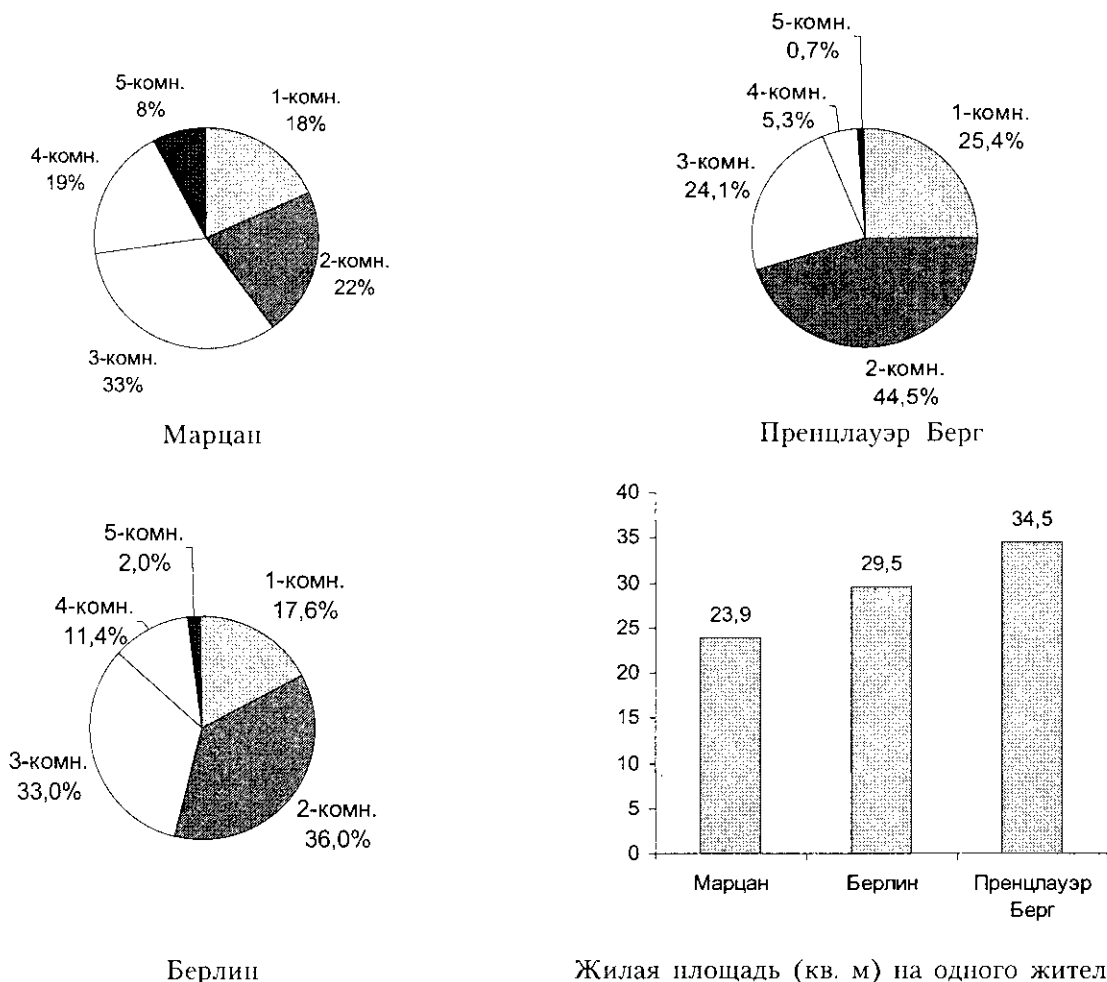 5-комн.
8%
1-комн.
18%
4-комн.
19%
2-комн.
22%
3-комн.
33%
Марцан
5-комн.
0,7%
4-комн.
5,3%
1-комн.
25,4%
3-комн.
24,1%
2-комн.
44,5%
Пренцлауэр Берг
5-комн.
2,0%
1-комн.
17,6%
4-комн.
11,4%
3-комн.
33,0%
2-комн.
36,0%
Берлин
40
35
30
25
20
15
10
5
0
23,9
29,5
34,5
Марцан
Берлин
Пренцлауэр
Берг
Жилая площадь (кв. м) на одного жител